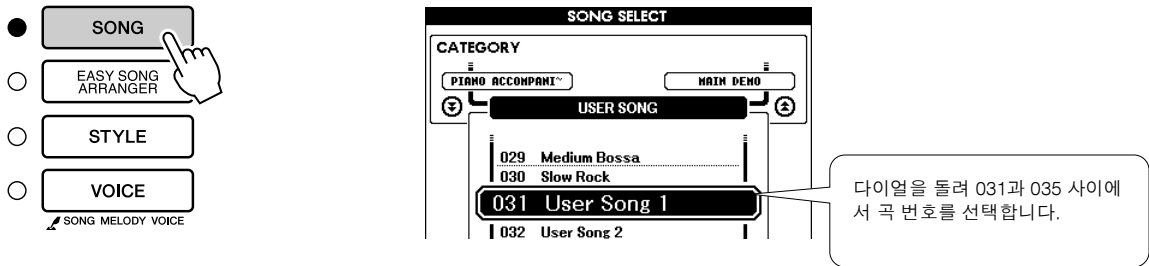 SONG
EASY SONG
ARRANGER
STYLE
VOICE
SONG MELODY VOICE
SONG SELECT
CATEGORY
PIANO ACCOMPANI~
MAIN DEMO
USER SONG
029 Medium Bossa
030 Slow Rock
031 User Song 1
032 User Song 2
다이얼을 돌려 031과 035 사이에
서 곡 번호를 선택합니다.